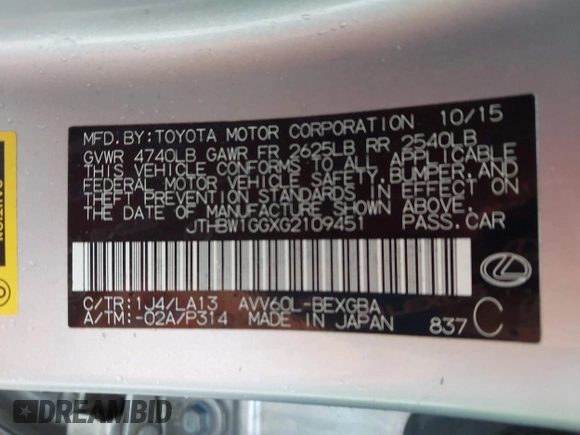 MFD.BY:TOYOTA MOTOR CORPORATION 10/15
GVWR 4740LB GAWR FR 2625LB RR 2540LB
THIS VEHICLE CONFORMS TO ALL APPLICABLE
FEDERAL MOTOR VEHICLE SAFETY,BUMPER,AND
THEFT PREVENTION STANDARDS IN EFFECT ON
THE DATE OF MANUFACTURE SHOWN ABOVE.
JTHBW1GGXG2109451 PASS.CAR
C/TR:1J4/LA13 AVV60L-BEXGBA
A/TM:-02A/P314 MADE IN JAPAN 837 C
DREAMBID